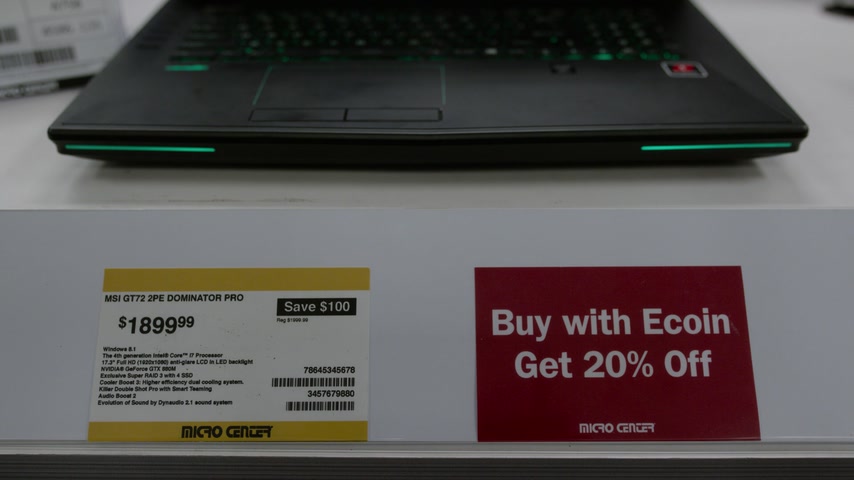 MSI GT72 2PE DOMINATOR PRO
Save $100
Reg $1999.99
$189999
Windows 8.1
The 4th generation Intel® Core™ i7 Processor
17.3" Full HD (1920x1080) anti-glare LCD in LED backlight
NVIDIA® GeForce GTX 880M
Exclusive Super RAID 2 with 4 SSD
Cooler Boost 3: Higher efficiency dual cooling system.
Killer Double Shot Pro with Smart Teaming
Audio Boost 2
Evolution of Sound by Dynaudio 2.1 sound system
78645345678
3457679880
MICRO CENTER
Buy with Ecoin
Get 20% Off
MICRO CENTER